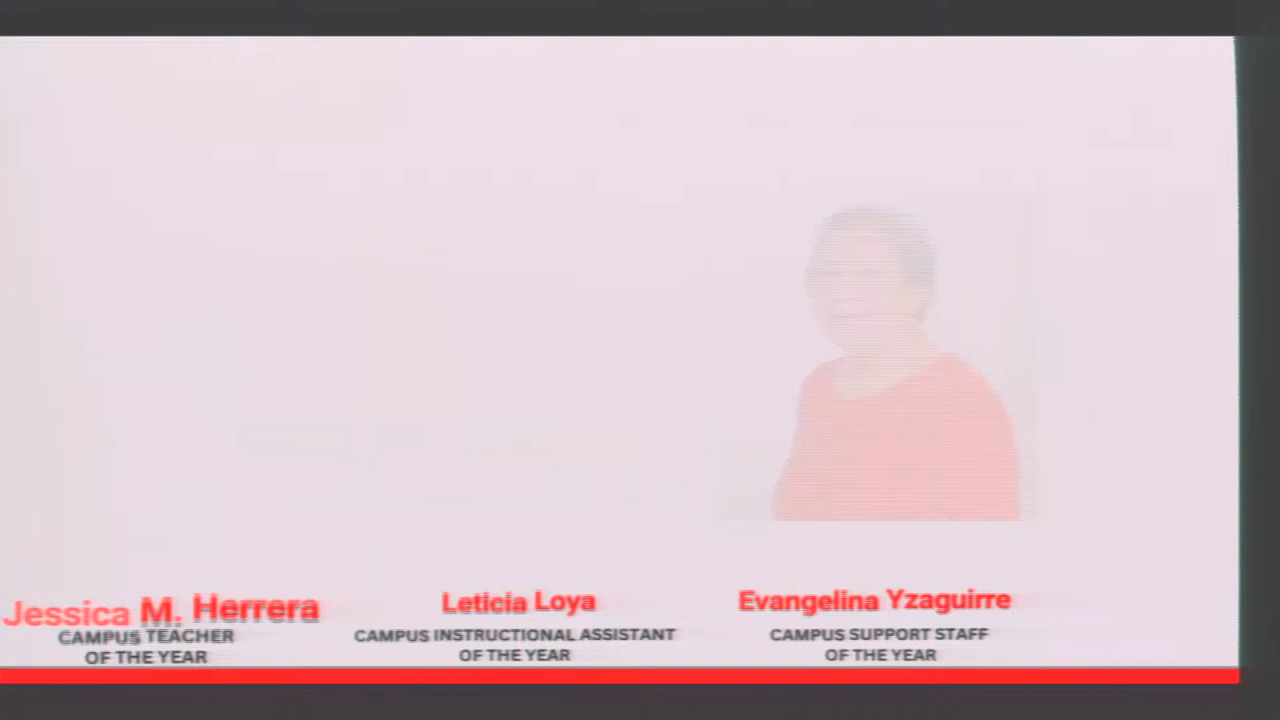 Jessica M. Herrera
CAMPUS TEACHER
OF THE YEAR
Leticia Loya
CAMPUS INSTRUCTIONAL ASSISTANT
OF THE YEAR
Evangelina Yzaguirre
CAMPUS SUPPORT STAFF
OF THE YEAR